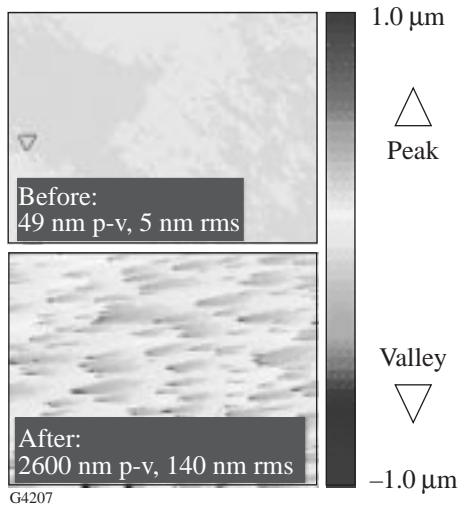 1.0 μm
Peak
Before:
49 nm p-v, 5 nm rms
Valley
After:
2600 nm p-v, 140 nm rms
–1.0 μm
G4207